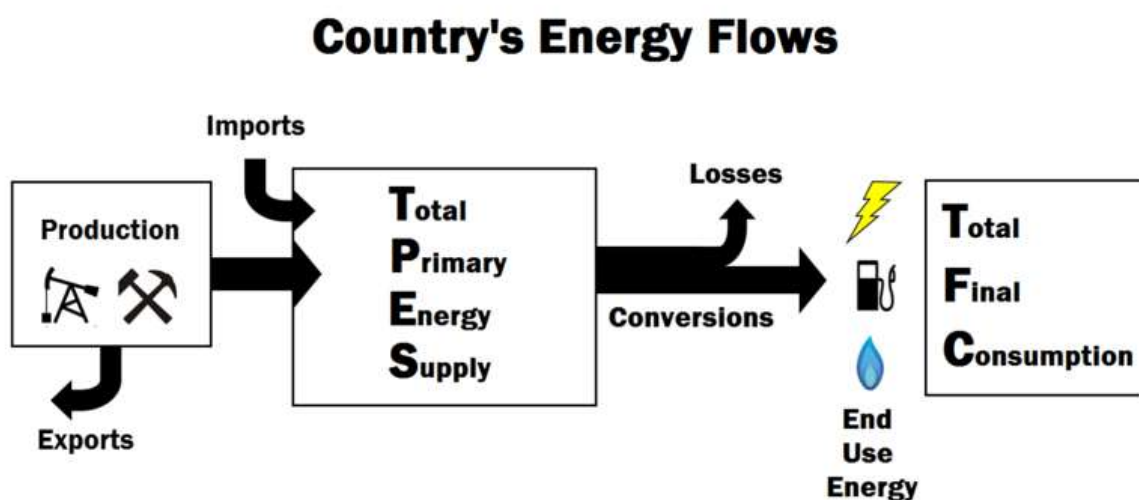 Country's Energy Flows
Imports
Production
Exports
Total
Primary
Energy
Supply
Losses
Conversions
End
Use
Energy
Total
Final
Consumption